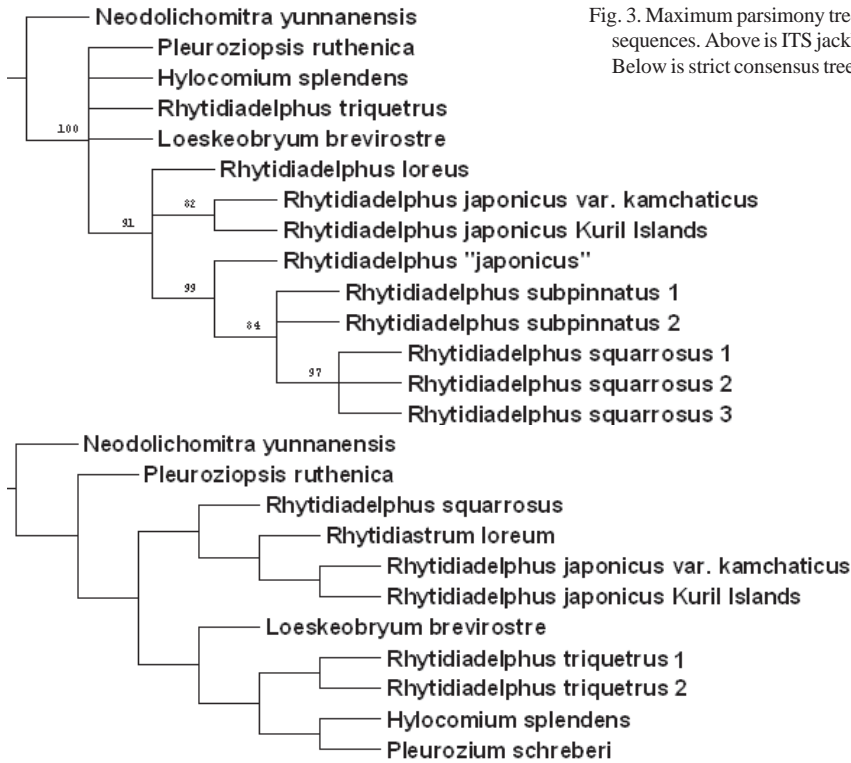 Neodolichomitra yunnanensis
Fig. 3. Maximum parsimony tre
sequences. Above is ITS jack
Below is strict consensus tree
Pleuroziopsis ruthenica
Hylocomium splendens
Rhytidiadelphus triquetrus
100
Loeskeobryum brevirostre
Rhytidiadelphus loreus
82
Rhytidiadelphus japonicus var. kamchaticus
91
Rhytidiadelphus japonicus Kuril Islands
Rhytidiadelphus "japonicus"
99
Rhytidiadelphus subpinnatus 1
84
Rhytidiadelphus subpinnatus 2
Rhytidiadelphus squarrosus 1
97
Rhytidiadelphus squarrosus 2
Rhytidiadelphus squarrosus 3
Neodolichomitra yunnanensis
Pleuroziopsis ruthenica
Rhytidiadelphus squarrosus
Rhytidiastrum loreum
Rhytidiadelphus japonicus var. kamchaticus
Rhytidiadelphus japonicus Kuril Islands
Loeskeobryum brevirostre
Rhytidiadelphus triquetrus 1
Rhytidiadelphus triquetrus 2
Hylocomium splendens
Pleurozium schreberi